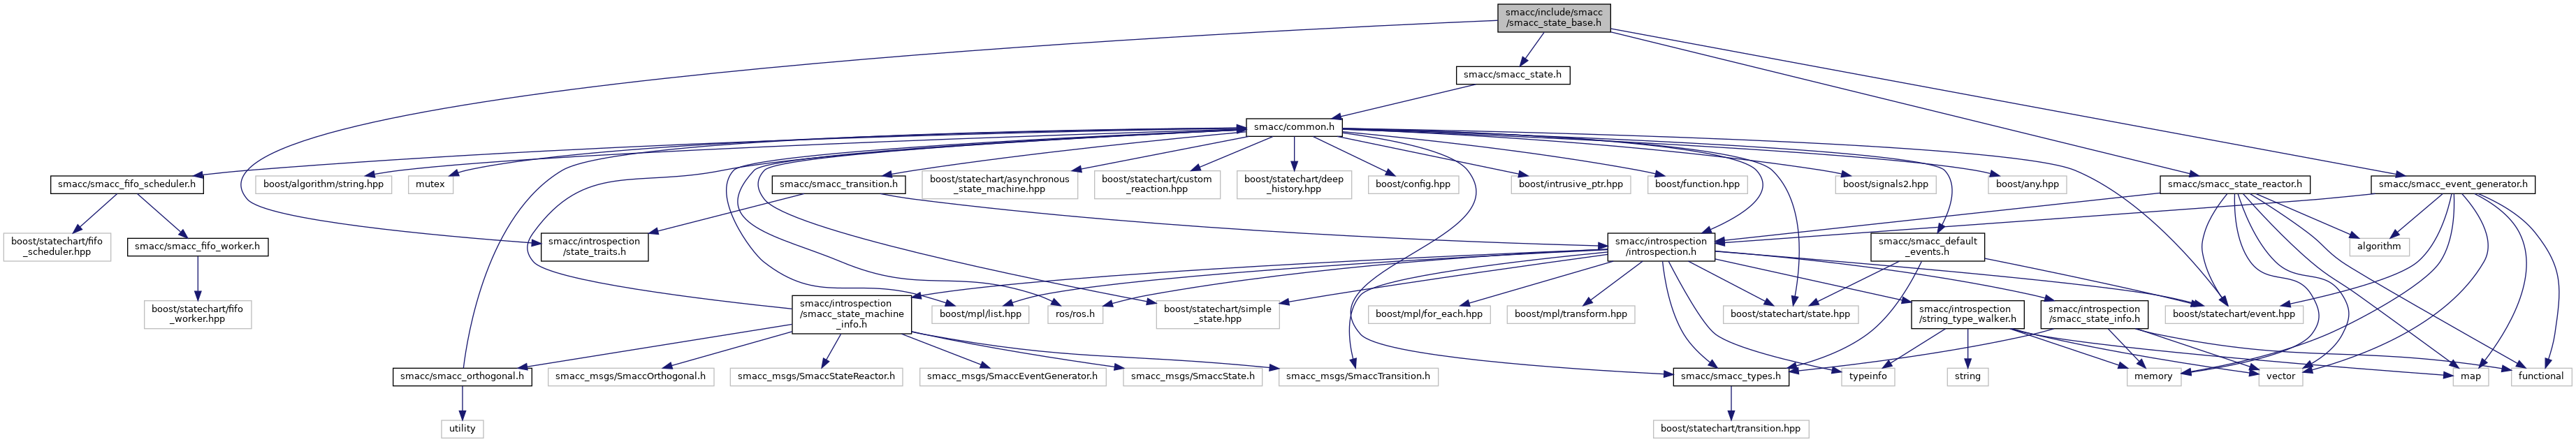 smacc/include/smacc
/smacc_state_base.h
smacc/smacc_state.h
smacc/common.h
smacc/smacc_fifo_scheduler.h
boost/algorithm/string.hpp
mutex
smacc/smacc_transition.h
boost/statechart/asynchronous
_state_machine.hpp
boost/statechart/custom
_reaction.hpp
boost/statechart/deep
_history.hpp
boost/config.hpp
boost/intrusive_ptr.hpp
boost/function.hpp
boost/signals2.hpp
boost/any.hpp
smacc/smacc_state_reactor.h
smacc/smacc_event_generator.h
boost/statechart/fifo
_scheduler.hpp
smacc/smacc_fifo_worker.h
smacc/introspection
/state_traits.h
smacc/introspection
/introspection.h
smacc/smacc_default
_events.h
algorithm
boost/statechart/fifo
_worker.hpp
smacc/introspection
/smacc_state_machine
_info.h
boost/mpl/list.hpp
ros/ros.h
boost/statechart/simple
_state.hpp
boost/mpl/for_each.hpp
boost/mpl/transform.hpp
boost/statechart/state.hpp
smacc/introspection
/string_type_walker.h
smacc/introspection
/smacc_state_info.h
boost/statechart/event.hpp
smacc/smacc_orthogonal.h
smacc_msgs/SmaccOrthogonal.h
smacc_msgs/SmaccStateReactor.h
smacc_msgs/SmaccEventGenerator.h
smacc_msgs/SmaccState.h
smacc_msgs/SmaccTransition.h
smacc/smacc_types.h
typeinfo
string
memory
vector
map
functional
utility
boost/statechart/transition.hpp